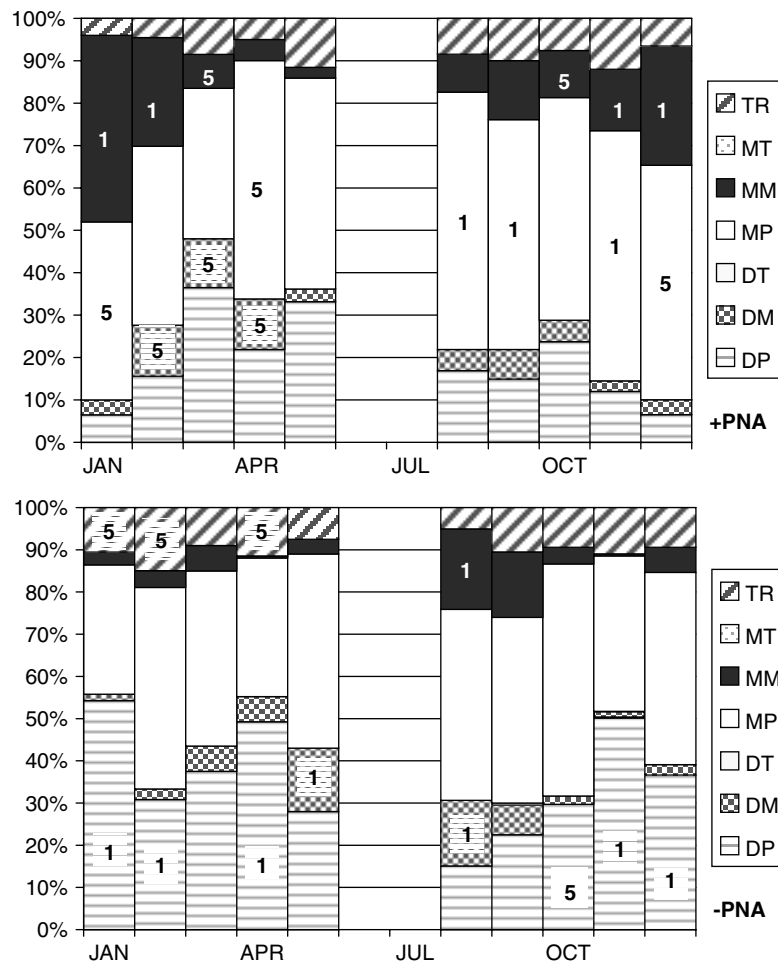 100%
90%
80%
70%
60%
50%
40%
30%
20%
10%
0%
1 1 5 1 1
5 5 1 1 1
5 5 5 5
JAN APR JUL OCT
TR
MT
MM
MP
DT
DM
DP
+PNA
100%
90%
80%
70%
60%
50%
40%
30%
20%
10%
0%
5 5 5
1
1 1
1 1 1 5 1 1
JAN APR JUL OCT
TR
MT
MM
MP
DT
DM
DP
-PNA